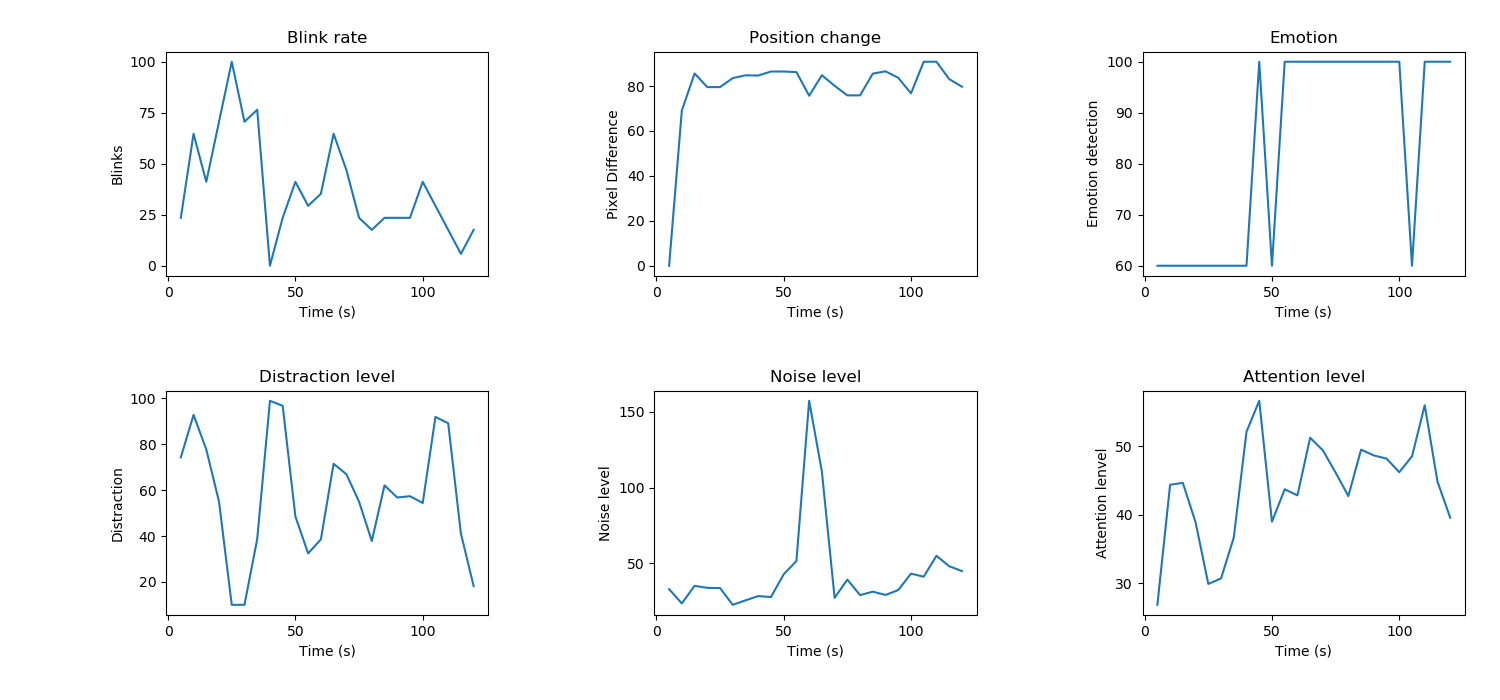 Blink rate
100
75
50
25
0
Blinks
0 50 100
Time (s)
Position change
80
60
40
20
0
Pixel Difference
0 50 100
Time (s)
Emotion
100
90
80
70
60
Emotion detection
0 50 100
Time (s)
Distraction level
100
80
60
40
20
Distraction
0 50 100
Time (s)
Noise level
150
100
50
Noise level
0 50 100
Time (s)
Attention level
50
40
30
Attention lenvel
0 50 100
Time (s)